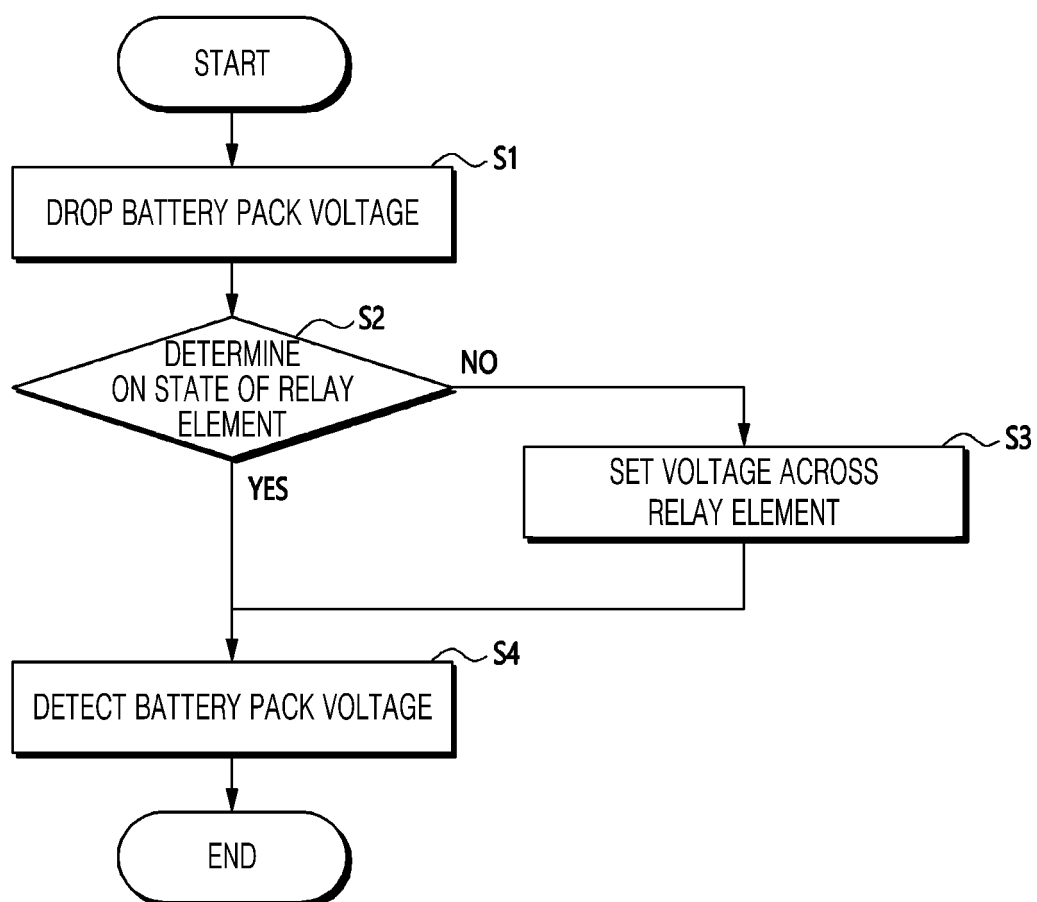 START
S1
DROP BATTERY PACK VOLTAGE
S2
DETERMINE
ON STATE OF RELAY
ELEMENT
NO
YES
S3
SET VOLTAGE ACROSS
RELAY ELEMENT
S4
DETECT BATTERY PACK VOLTAGE
END